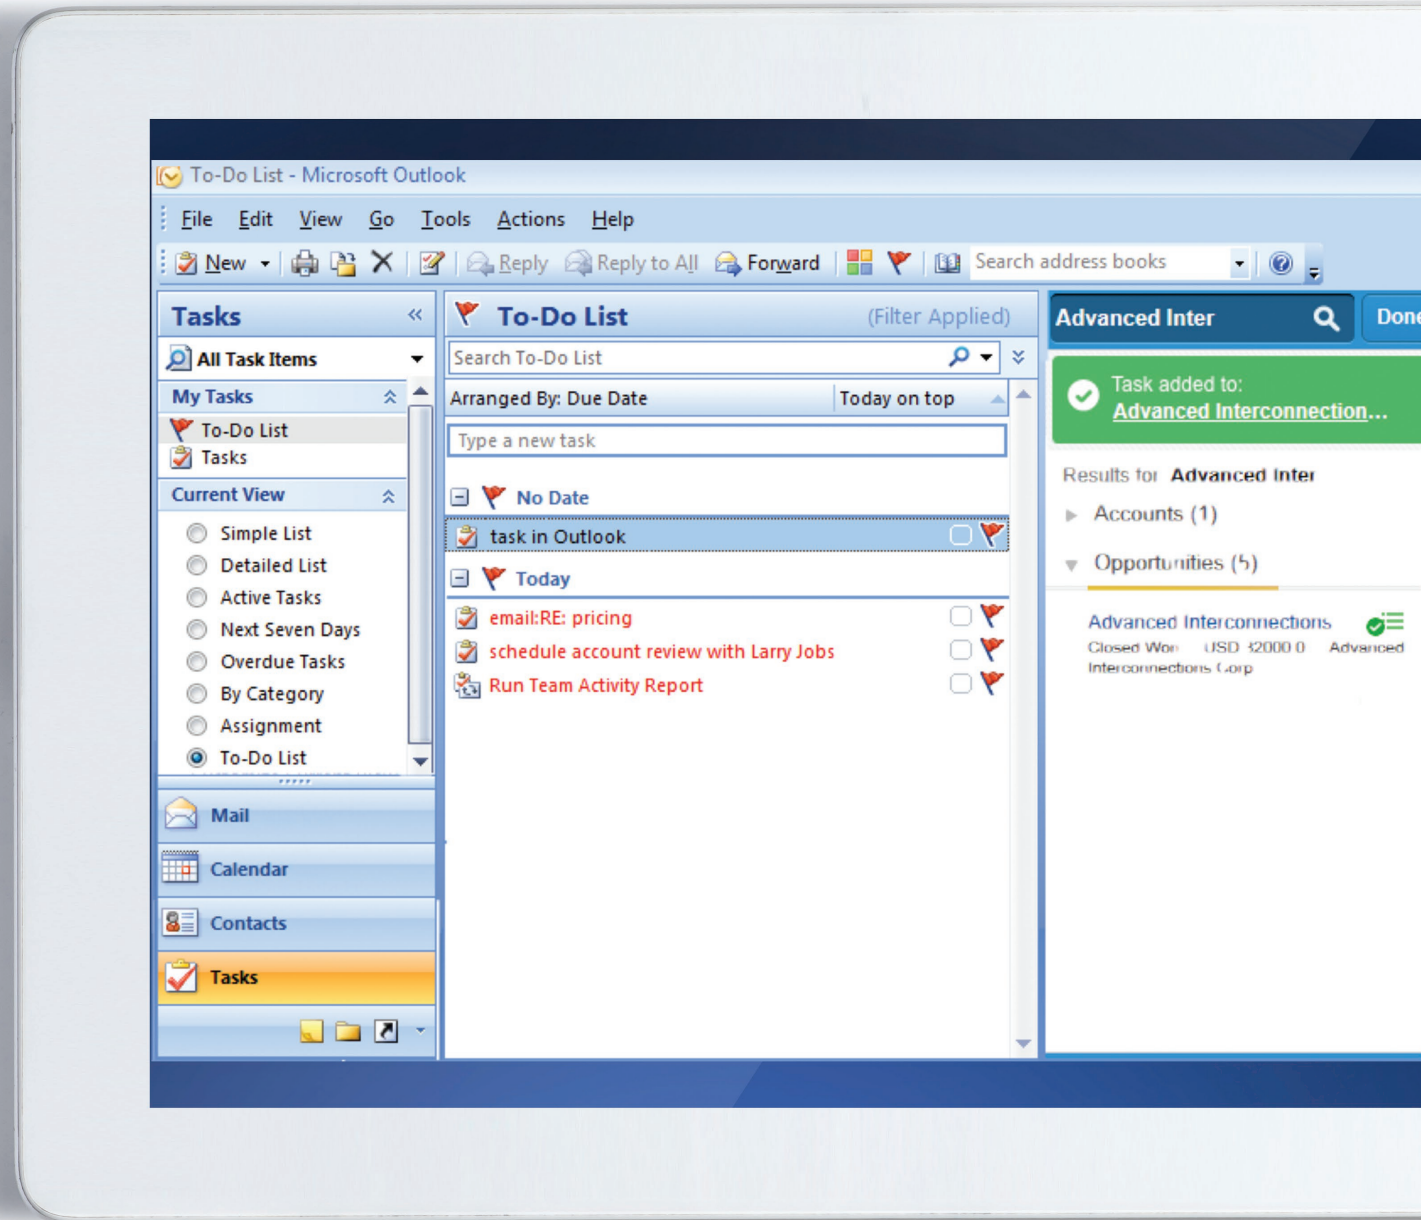 To-Do List - Microsoft Outlook
File Edit View Go Tools Actions Help
New Reply Reply to All Forward Search address books
Tasks
All Task Items
My Tasks
To-Do List
Tasks
Current View
Simple List
Detailed List
Active Tasks
Next Seven Days
Overdue Tasks
By Category
Assignment
To-Do List
Mail
Calendar
Contacts
Tasks
To-Do List (Filter Applied)
Search To-Do List
Arranged By: Due Date Today on top
Type a new task
No Date
task in Outlook
Today
email:RE: pricing
schedule account review with Larry Jobs
Run Team Activity Report
Advanced Inter Done
Task added to:
Advanced Interconnection...
Results for Advanced Inter
Accounts (1)
Opportunities (5)
Advanced Interconnections
Closed Won USD Advanced
Interconnections Corp